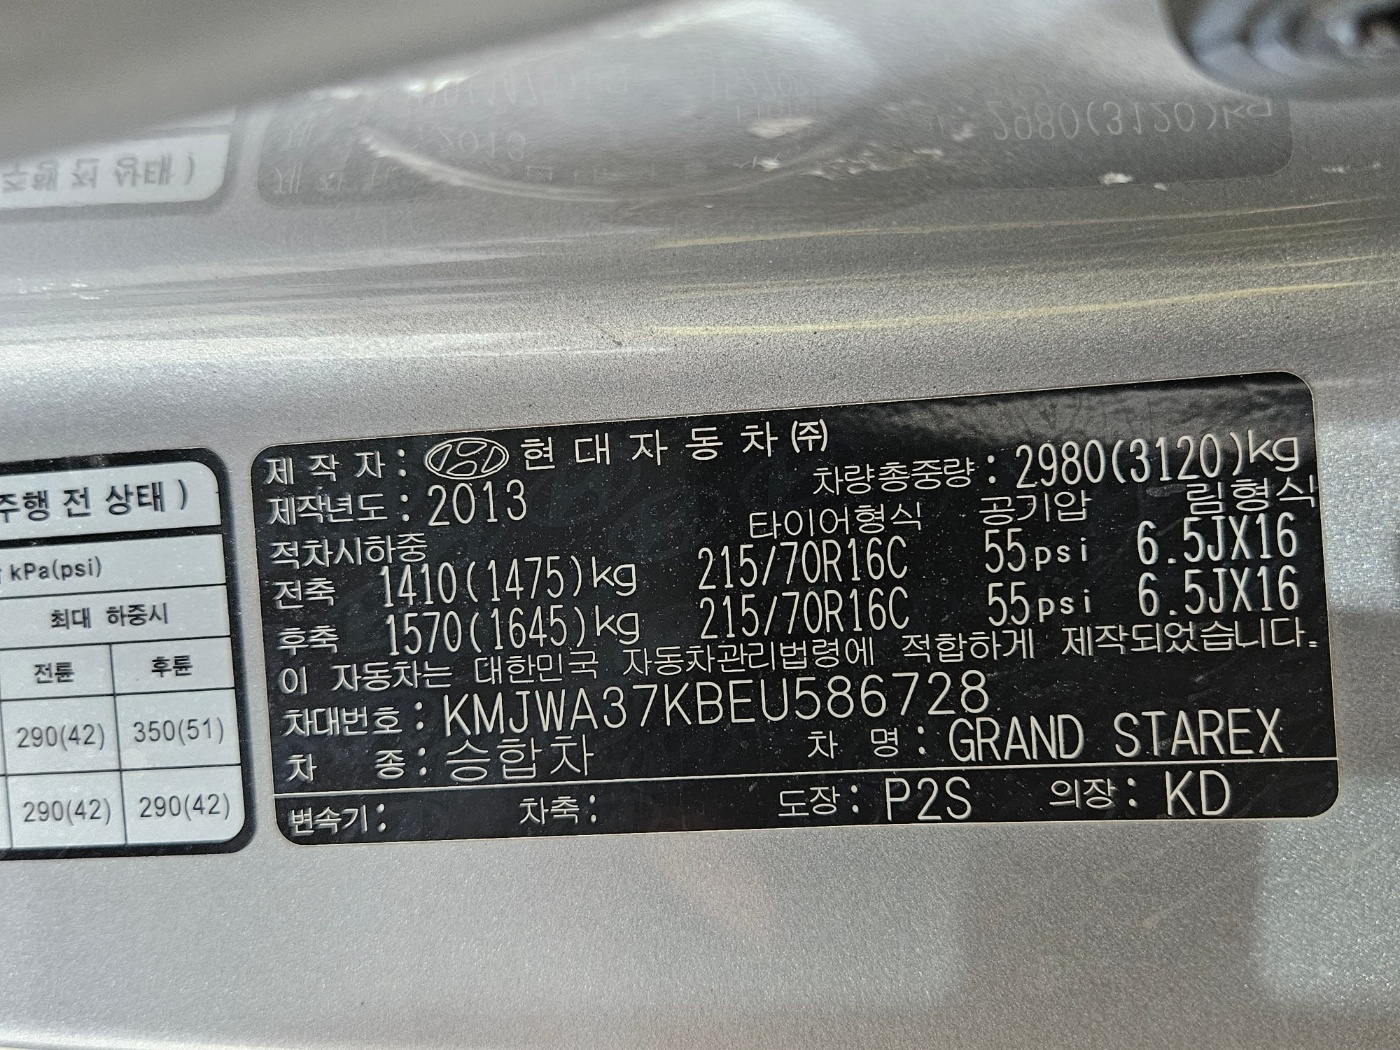 주행 전 상태 )
kPa(psi)
최대 하중시
전륜 후륜
290(42) 350(51)
290(42) 290(42)
제 작 자 : 현 대 자 동 차 ㈜
제작년도 : 2013 차량총중량 : 2980(3120)kg
적차시하중 타이어형식 공기압 림형식
전축 1410(1475)kg 215/70R16C 55psi 6.5JX16
후축 1570(1645)kg 215/70R16C 55psi 6.5JX16
이 자동차는 대한민국 자동차관리법령에 적합하게 제작되었습니다.
차대번호 : KMJWA37KBEU586728
차 종 : 승합차 차 명 : GRAND STAREX
변속기 : 차축 : 도장 : P2S 의장 : KD